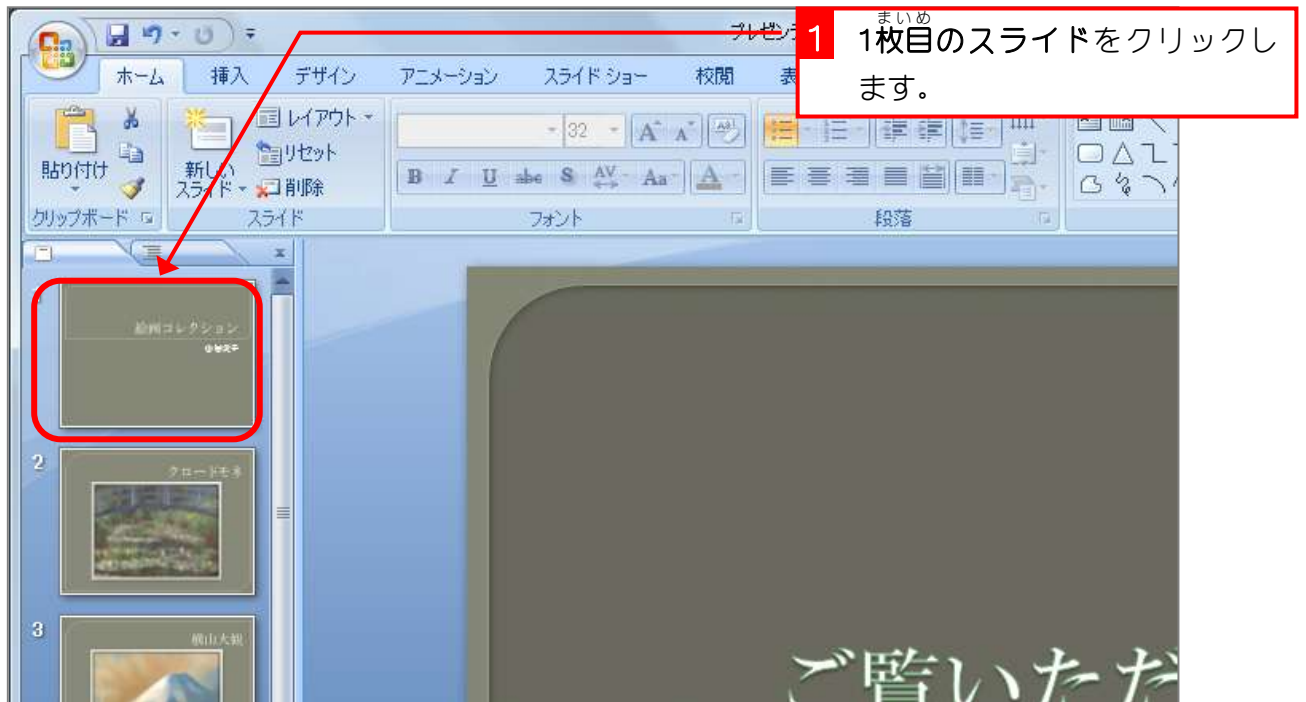 プレゼン
1
まいめ
1枚目のスライドをクリックし
ます。
ホーム 挿入 デザイン アニメーション スライド ショー 校閲 表
貼り付け
新しい
スライド
レイアウト
リセット
削除
32
B I U abc S AV Aa A
クリップボード スライド フォント 段落
絵画コレクション
2
クロードモネ
3
横山大観
ご覧いただ